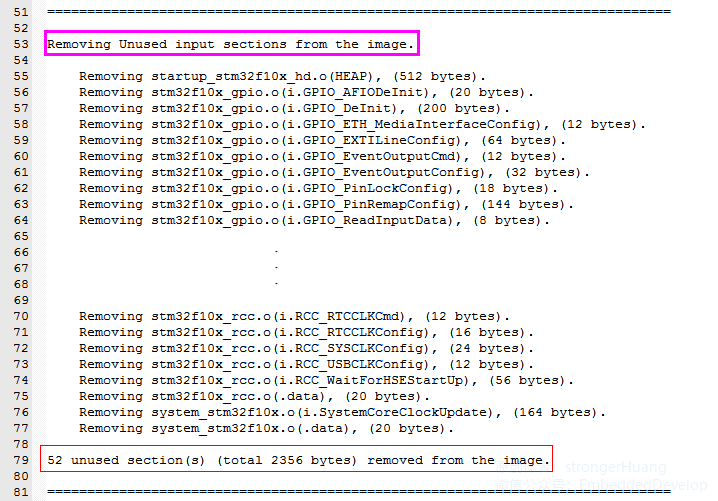 51 ==============================================================================
52
53 Removing Unused input sections from the image.
54
55 Removing startup_stm32f10x_hd.o(HEAP), (512 bytes).
56 Removing stm32f10x_gpio.o(i.GPIO_AFIODeInit), (20 bytes).
57 Removing stm32f10x_gpio.o(i.GPIO_DeInit), (200 bytes).
58 Removing stm32f10x_gpio.o(i.GPIO_ETH_MediaInterfaceConfig), (12 bytes).
59 Removing stm32f10x_gpio.o(i.GPIO_EXTILineConfig), (64 bytes).
60 Removing stm32f10x_gpio.o(i.GPIO_EventOutputCmd), (12 bytes).
61 Removing stm32f10x_gpio.o(i.GPIO_EventOutputConfig), (32 bytes).
62 Removing stm32f10x_gpio.o(i.GPIO_PinLockConfig), (18 bytes).
63 Removing stm32f10x_gpio.o(i.GPIO_PinRemapConfig), (144 bytes).
64 Removing stm32f10x_gpio.o(i.GPIO_ReadInputData), (8 bytes).
65
66 .
67 .
68 .
69
70 Removing stm32f10x_rcc.o(i.RCC_RTCCLKCmd), (12 bytes).
71 Removing stm32f10x_rcc.o(i.RCC_RTCCLKConfig), (16 bytes).
72 Removing stm32f10x_rcc.o(i.RCC_SYSCLKConfig), (24 bytes).
73 Removing stm32f10x_rcc.o(i.RCC_USBCLKConfig), (12 bytes).
74 Removing stm32f10x_rcc.o(i.RCC_WaitForHSEStartUp), (56 bytes).
75 Removing stm32f10x_rcc.o(.data), (20 bytes).
76 Removing system_stm32f10x.o(i.SystemCoreClockUpdate), (164 bytes).
77 Removing system_stm32f10x.o(.data), (20 bytes).
78
79 52 unused section(s) (total 2356 bytes) removed from the image.
strongerHuang
80
微信公众号：EmbeddedDevelop
81 ==============================================================================